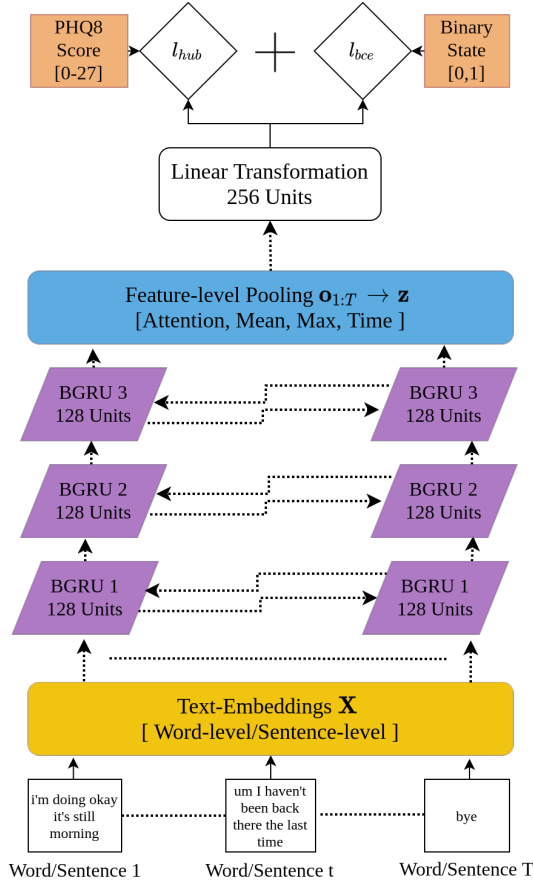 PHQ8
Score
[0-27]
l_hub
+
l_bce
Binary
State
[0,1]
Linear Transformation
256 Units
Feature-level Pooling o_{1:T} → z
[Attention, Mean, Max, Time ]
BGRU 3
128 Units
BGRU 3
128 Units
BGRU 2
128 Units
BGRU 2
128 Units
BGRU 1
128 Units
BGRU 1
128 Units
Text-Embeddings X
[ Word-level/Sentence-level ]
i'm doing okay
it's still
morning
um I haven't
been back
there the last
time
bye
Word/Sentence 1
Word/Sentence t
Word/Sentence T